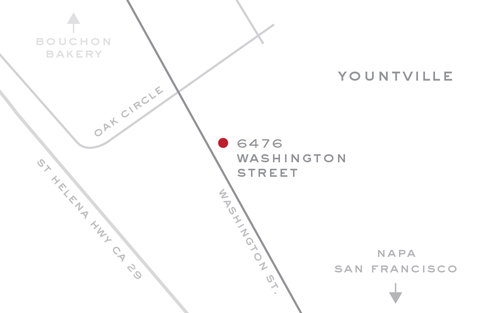 BOUCHON
BAKERY
YOUNTVILLE
OAK CIRCLE
6476
WASHINGTON
STREET
ST HELENA HWY CA 29
WASHINGTON ST.
NAPA
SAN FRANCISCO